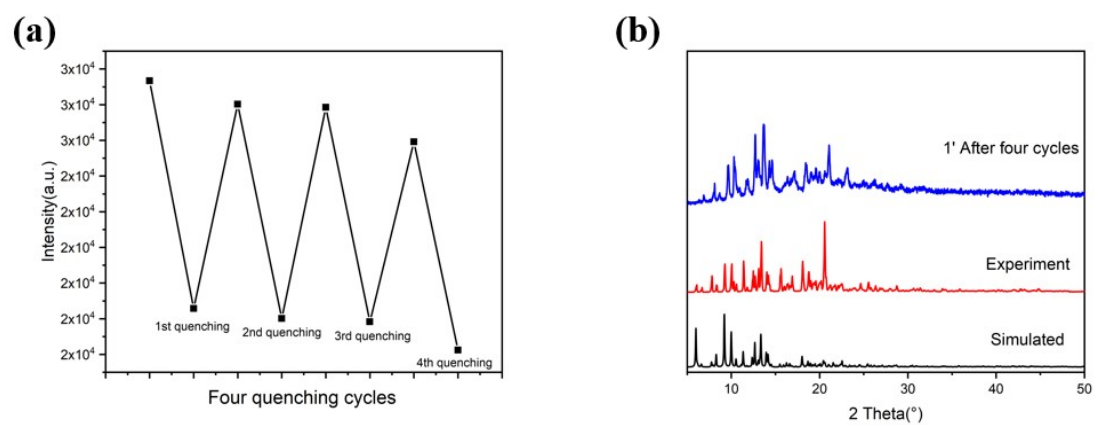 (a)
3x10⁴
3x10⁴
3x10⁴
2x10⁴
2x10⁴
2x10⁴
2x10⁴
2x10⁴
2x10⁴
Intensity(a.u.)
1st quenching
2nd quenching
3rd quenching
4th quenching
Four quenching cycles
(b)
1' After four cycles
Experiment
Simulated
10 20 30 40 50
2 Theta(°)